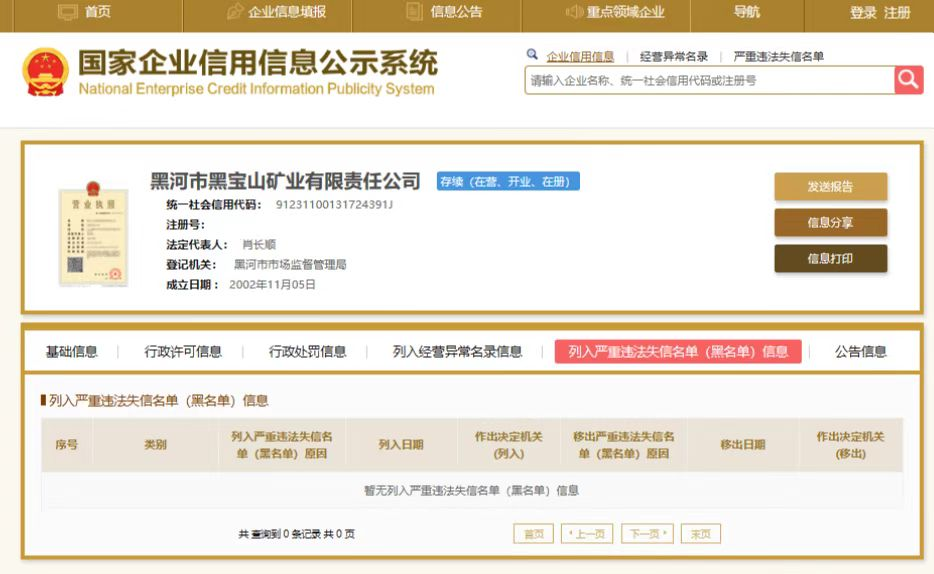 首页 企业信息填报 信息公告 重点领域企业 导航 登录 注册
国家企业信用信息公示系统
National Enterprise Credit Information Publicity System
企业信用信息 | 经营异常名录 | 严重违法失信名单
请输入企业名称、统一社会信用代码或注册号
黑河市黑宝山矿业有限责任公司 存续（在营、开业、在册）
统一社会信用代码： 91231100131724391J
注册号：
法定代表人： 肖长顺
登记机关： 黑河市市场监督管理局
成立日期： 2002年11月05日
营业执照
发送报告
信息分享
信息打印
基础信息 | 行政许可信息 | 行政处罚信息 | 列入经营异常名录信息 | 列入严重违法失信名单（黑名单）信息 | 公告信息
列入严重违法失信名单（黑名单）信息
序号 类别 列入严重违法失信名单（黑名单）原因 列入日期 作出决定机关(列入) 移出严重违法失信名单（黑名单）原因 移出日期 作出决定机关(移出)
暂无列入严重违法失信名单（黑名单）信息
共 查询到 0 条记录 共 0 页 首页 上一页 下一页 末页